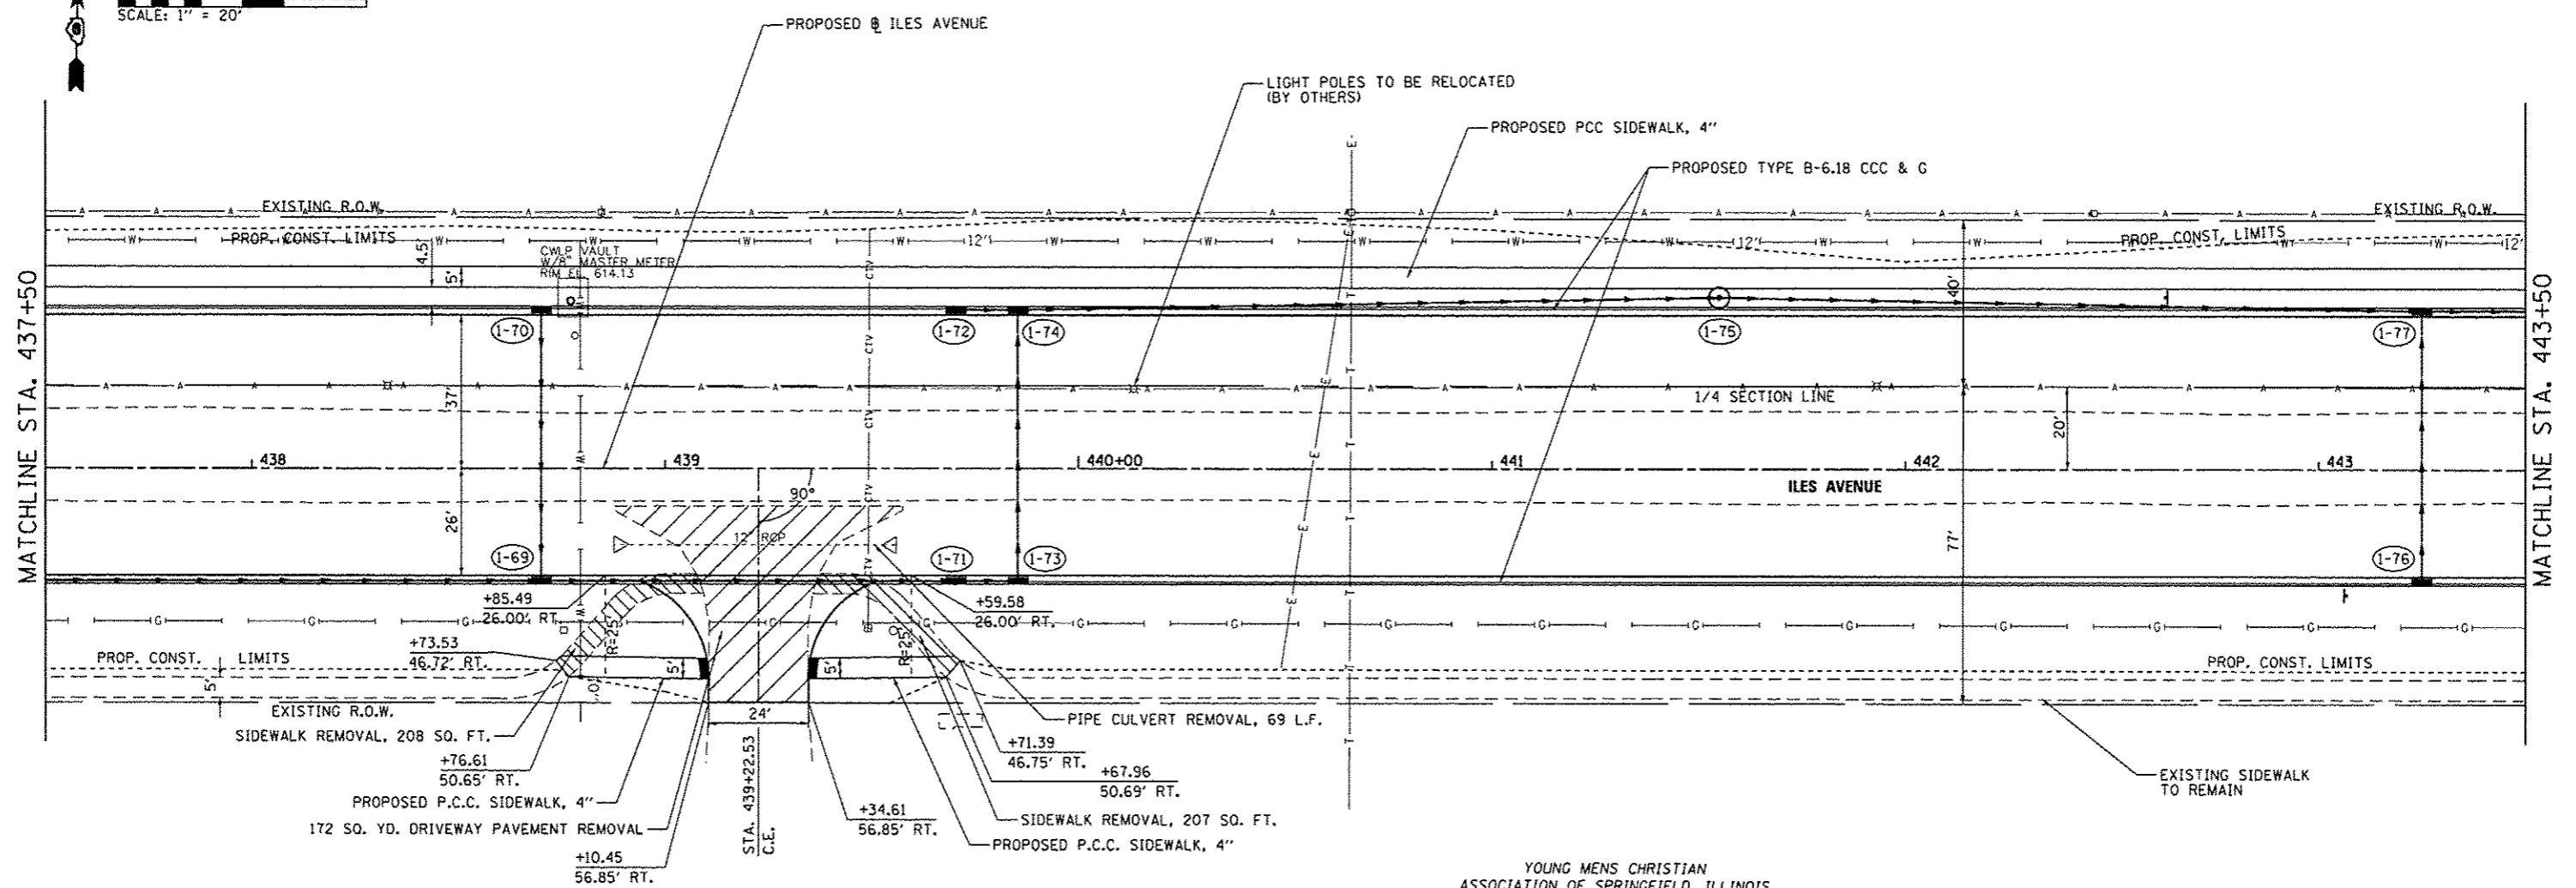 SCALE: 1" = 20'
PROPOSED ℄ ILES AVENUE
LIGHT POLES TO BE RELOCATED
(BY OTHERS)
PROPOSED PCC SIDEWALK, 4"
PROPOSED TYPE B-6.18 CCC & G
EXISTING R.O.W.
EXISTING R.O.W.
PROP. CONST. LIMITS
PROP. CONST. LIMITS
12"
12"
12"
4.5'
5'
CWLP VAULT
W/8" MASTER METER
RIM EL. 614.13
40'
MATCHLINE STA. 437+50
MATCHLINE STA. 443+50
1-70
1-72
1-74
1-75
1-77
37'
1/4 SECTION LINE
20'
438
439
440+00
441
442
443
ILES AVENUE
90°
26'
12" RCP
77'
1-69
1-71
1-73
1-76
+85.49
26.00' RT.
+59.58
26.00' RT.
R=25'
R=25'
+73.53
46.72' RT.
PROP. CONST. LIMITS
PROP. CONST. LIMITS
5'
5'
5'
10'
EXISTING R.O.W.
24'
PIPE CULVERT REMOVAL, 69 L.F.
SIDEWALK REMOVAL, 208 SQ. FT.
+71.39
46.75' RT.
+76.61
50.65' RT.
+67.96
50.69' RT.
EXISTING SIDEWALK
TO REMAIN
PROPOSED P.C.C. SIDEWALK, 4"
STA. 439+22.53
C.E.
+34.61
56.85' RT.
172 SQ. YD. DRIVEWAY PAVEMENT REMOVAL
SIDEWALK REMOVAL, 207 SQ. FT.
PROPOSED P.C.C. SIDEWALK, 4"
+10.45
56.85' RT.
YOUNG MENS CHRISTIAN
ASSOCIATION OF SPRINGFIELD, ILLINOIS